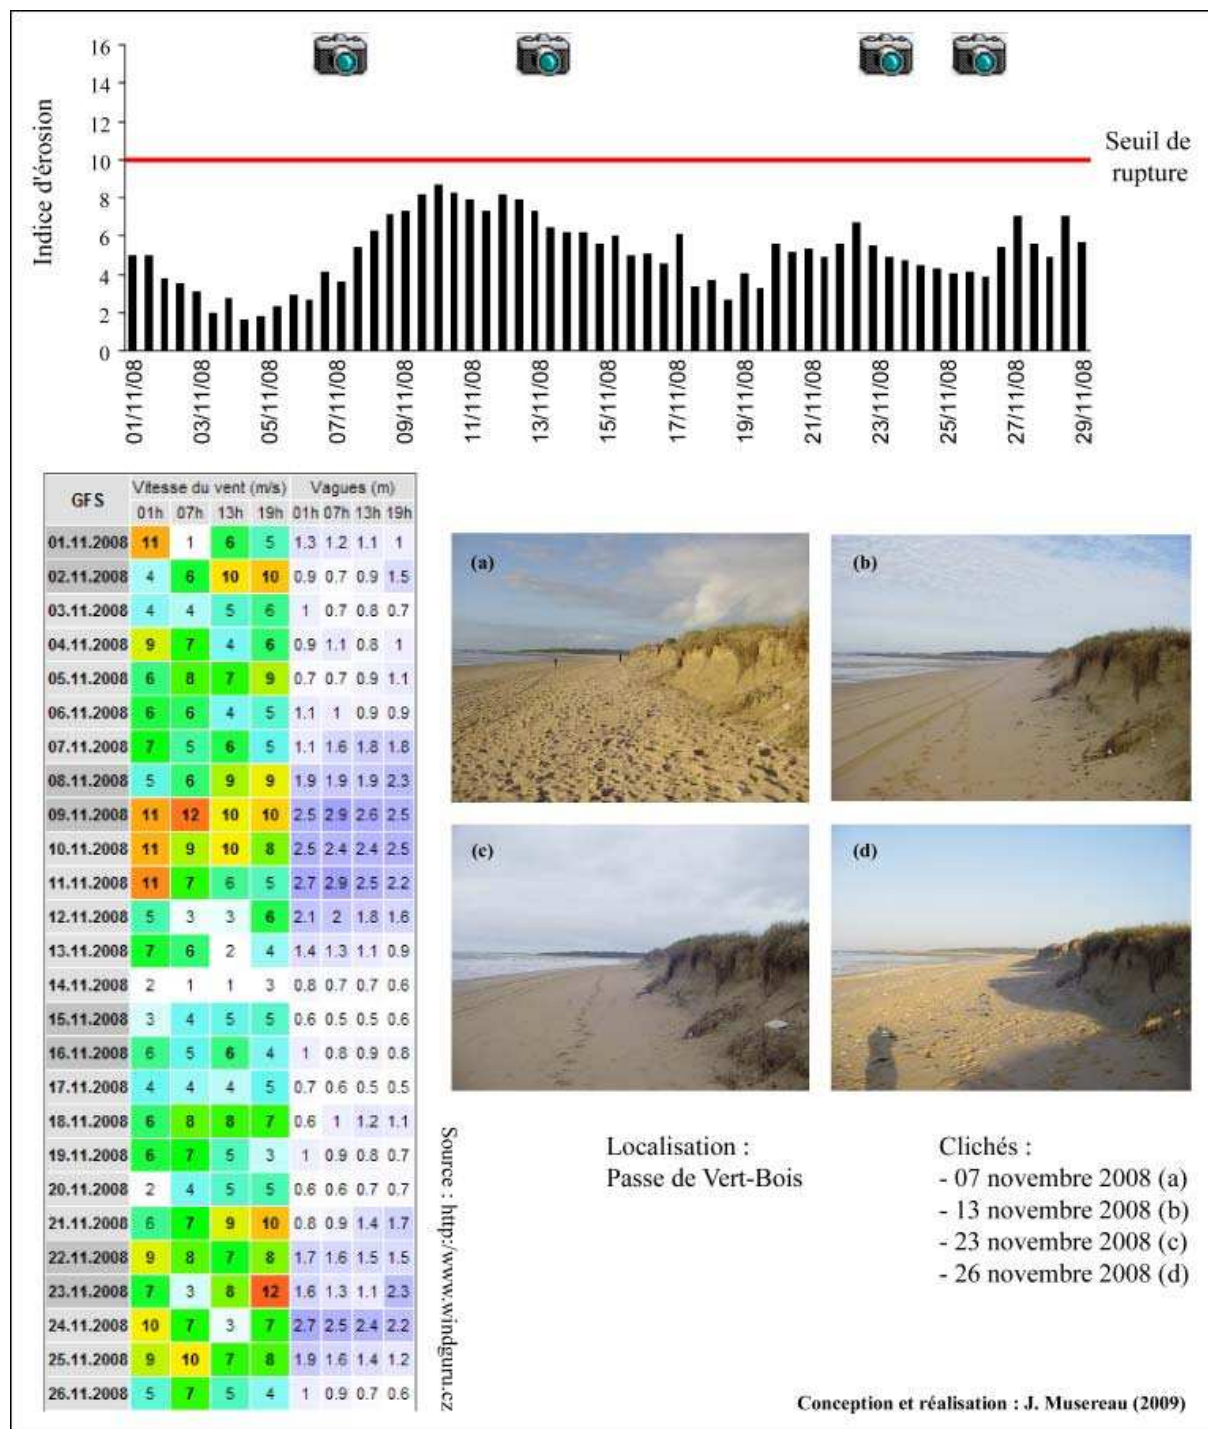 16
14
12
10
8
6
4
2
0
Indice d'érosion
Seuil de
rupture
01/11/08
03/11/08
05/11/08
07/11/08
09/11/08
11/11/08
13/11/08
15/11/08
17/11/08
19/11/08
21/11/08
23/11/08
25/11/08
27/11/08
29/11/08
GFS Vitesse du vent (m/s) Vagues (m)
01h 07h 13h 19h 01h 07h 13h 19h
01.11.2008 11 1 6 5 1.3 1.2 1.1 1
02.11.2008 4 6 10 10 0.9 0.7 0.9 1.5
03.11.2008 4 4 5 6 1 0.7 0.8 0.7
04.11.2008 9 7 4 6 0.9 1.1 0.8 1
05.11.2008 6 8 7 9 0.7 0.7 0.9 1.1
06.11.2008 6 6 4 5 1.1 1 0.9 0.9
07.11.2008 7 5 6 5 1.1 1.6 1.8 1.8
08.11.2008 5 6 9 9 1.9 1.9 1.9 2.3
09.11.2008 11 12 10 10 2.5 2.9 2.6 2.5
10.11.2008 11 9 10 8 2.5 2.4 2.4 2.5
11.11.2008 11 7 6 5 2.7 2.9 2.5 2.2
12.11.2008 5 3 3 6 2.1 2 1.8 1.6
13.11.2008 7 6 2 4 1.4 1.3 1.1 0.9
14.11.2008 2 1 1 3 0.8 0.7 0.7 0.6
15.11.2008 3 4 5 5 0.6 0.5 0.5 0.6
16.11.2008 6 5 6 4 1 0.8 0.9 0.8
17.11.2008 4 4 4 5 0.7 0.6 0.5 0.5
18.11.2008 6 8 8 7 0.6 1 1.2 1.1
19.11.2008 6 7 5 3 1 0.9 0.8 0.7
20.11.2008 2 4 5 5 0.6 0.6 0.7 0.7
21.11.2008 6 7 9 10 0.8 0.9 1.4 1.7
22.11.2008 9 8 7 8 1.7 1.6 1.5 1.5
23.11.2008 7 3 8 12 1.6 1.3 1.1 2.3
24.11.2008 10 7 3 7 2.7 2.5 2.4 2.2
25.11.2008 9 10 7 8 1.9 1.6 1.4 1.2
26.11.2008 5 7 5 4 1 0.9 0.7 0.6
Source : http:/www.windguru.cz
(a)
(b)
(c)
(d)
Localisation :
Passe de Vert-Bois
Clichés :
- 07 novembre 2008 (a)
- 13 novembre 2008 (b)
- 23 novembre 2008 (c)
- 26 novembre 2008 (d)
Conception et réalisation : J. Musereau (2009)